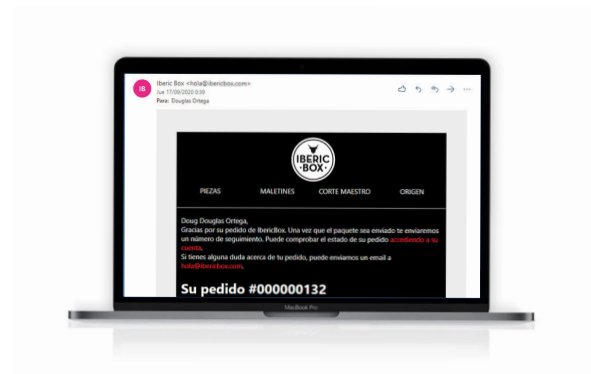 IB
Iberic Box <hola@ibericbox.com>
Jue 17/09/2020 0:39
Para: Douglas Ortega
IBERIC
·BOX·
PIEZAS MALETINES CORTE MAESTRO ORIGEN
Doug Douglas Ortega,
Gracias por su pedido de IbericBox. Una vez que el paquete sea enviado te enviaremos
un número de seguimiento. Puede comprobar el estado de su pedido accediendo a su
cuenta.
Si tienes alguna duda acerca de tu pedido, puede enviarnos un email a
hola@ibericbox.com.
Su pedido #000000132
MacBook Pro